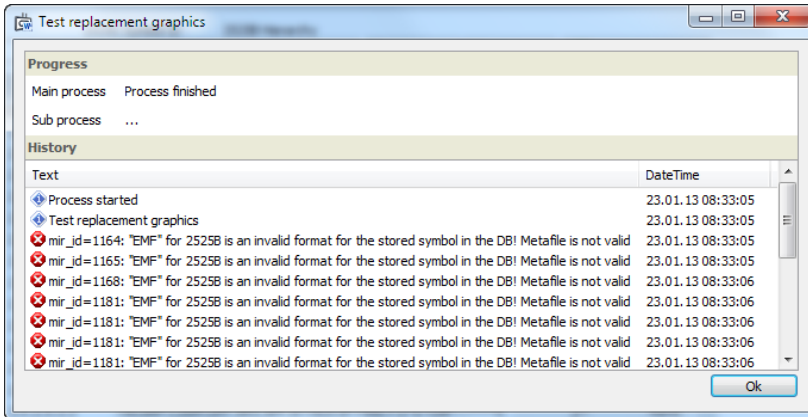 Test replacement graphics
Progress
Main process Process finished
Sub process ...
History
Text DateTime
Process started 23.01.13 08:33:05
Test replacement graphics 23.01.13 08:33:05
mir_id=1164: "EMF" for 2525B is an invalid format for the stored symbol in the DB! Metafile is not valid 23.01.13 08:33:05
mir_id=1165: "EMF" for 2525B is an invalid format for the stored symbol in the DB! Metafile is not valid 23.01.13 08:33:05
mir_id=1168: "EMF" for 2525B is an invalid format for the stored symbol in the DB! Metafile is not valid 23.01.13 08:33:06
mir_id=1181: "EMF" for 2525B is an invalid format for the stored symbol in the DB! Metafile is not valid 23.01.13 08:33:06
mir_id=1181: "EMF" for 2525B is an invalid format for the stored symbol in the DB! Metafile is not valid 23.01.13 08:33:06
mir_id=1181: "EMF" for 2525B is an invalid format for the stored symbol in the DB! Metafile is not valid 23.01.13 08:33:06
mir_id=1181: "EMF" for 2525B is an invalid format for the stored symbol in the DB! Metafile is not valid 23.01.13 08:33:06
Ok